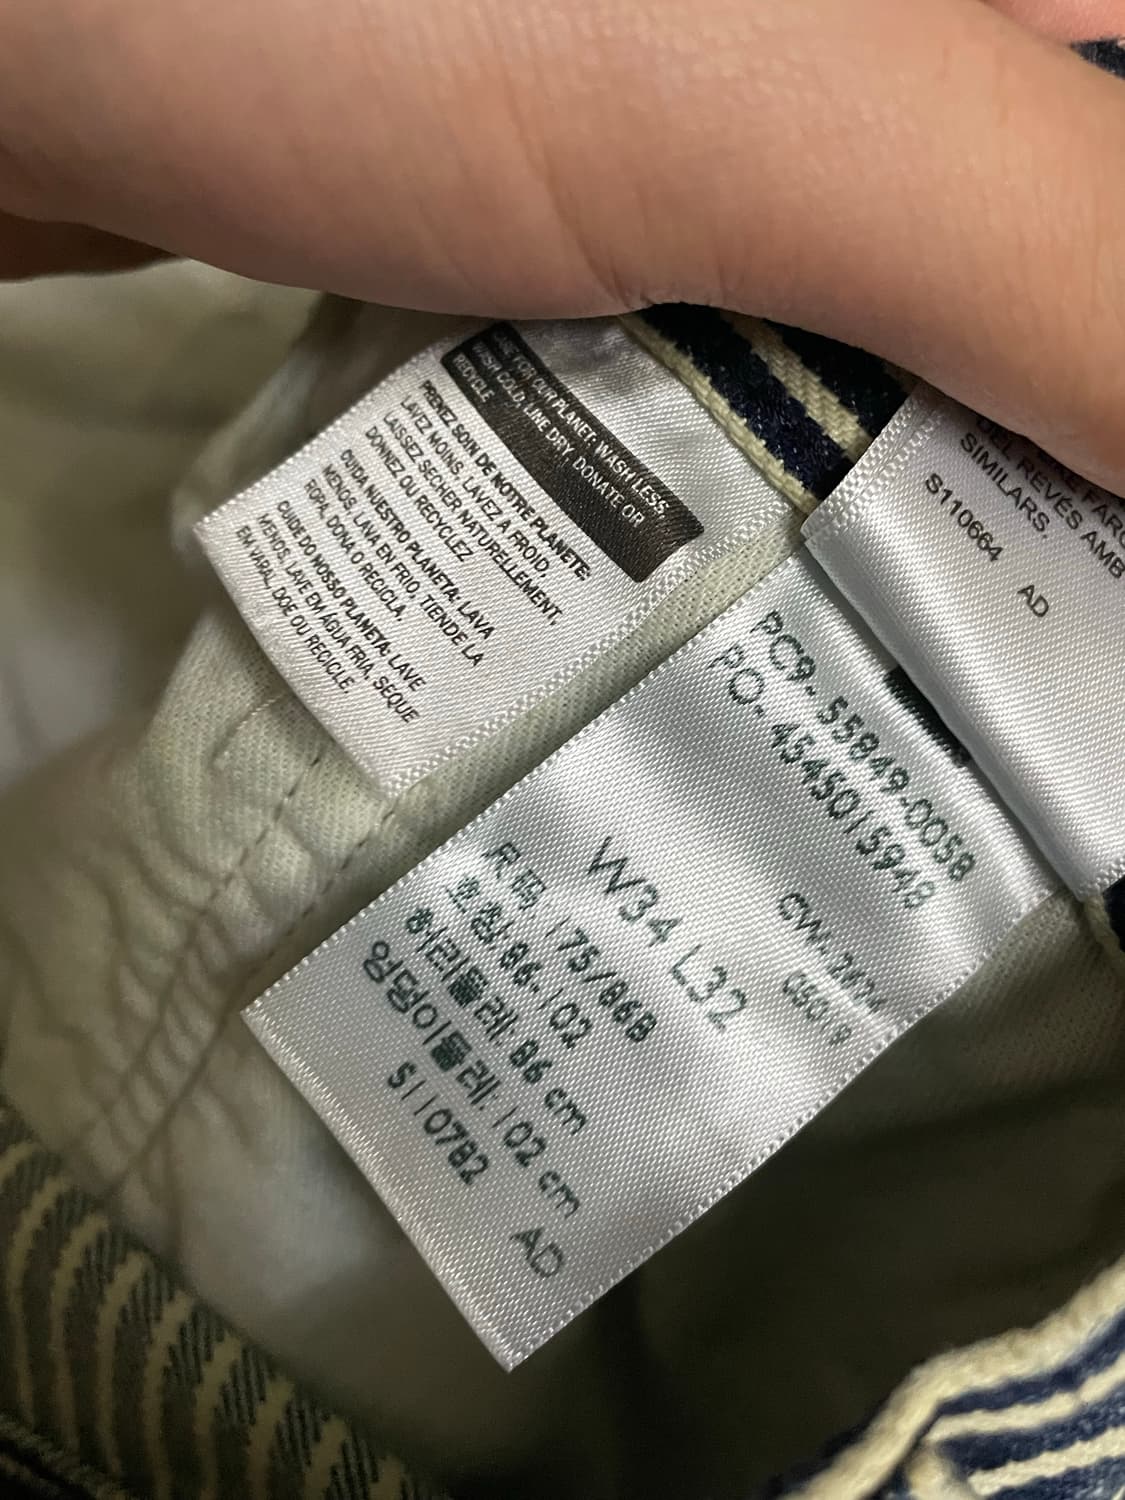 CARE FOR OUR PLANET: WASH LESS,
WASH COLD, LINE DRY, DONATE OR
RECYCLE
PRENEZ SOIN DE NOTRE PLANETE:
LAVEZ MOINS, LAVEZ A FROID,
LAISSEZ SECHER NATURELLEMENT,
DONNEZ OU RECYCLEZ
CUIDA NUESTRO PLANETA: LAVA
MENOS, LAVA EN FRIO, TIENDE LA
ROPA, DONA O RECICLA.
CUIDE DO NOSSO PLANETA: LAVE
MENOS, LAVE EM ÁGUA FRIA, SEQUE
EM VARAL, DOE OU RECICLE.
DEL REVÉS AMB
SIMILARS.
S110664 AD
PC9- 55849-0058
PO- 4545015948
CW-
05019
W34 L32
尺碼. 175/86B
호칭. 86-102
허리둘레: 86 cm
엉덩이둘레: 102 cm
S110782 AD